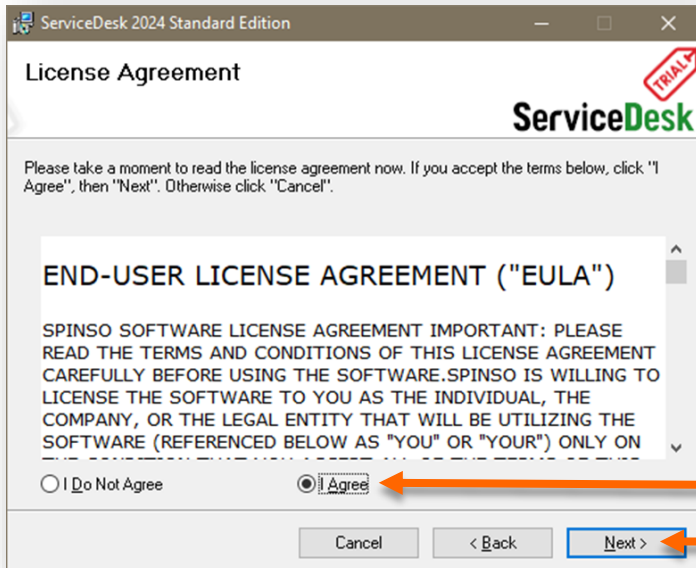 ServiceDesk 2024 Standard Edition
License Agreement
TRIAL
ServiceDesk
Please take a moment to read the license agreement now. If you accept the terms below, click "I
Agree", then "Next". Otherwise click "Cancel".
END-USER LICENSE AGREEMENT ("EULA")
SPINSO SOFTWARE LICENSE AGREEMENT IMPORTANT: PLEASE
READ THE TERMS AND CONDITIONS OF THIS LICENSE AGREEMENT
CAREFULLY BEFORE USING THE SOFTWARE.SPINSO IS WILLING TO
LICENSE THE SOFTWARE TO YOU AS THE INDIVIDUAL, THE
COMPANY, OR THE LEGAL ENTITY THAT WILL BE UTILIZING THE
SOFTWARE (REFERENCED BELOW AS "YOU" OR "YOUR") ONLY ON
I Do Not Agree I Agree
Cancel < Back Next >